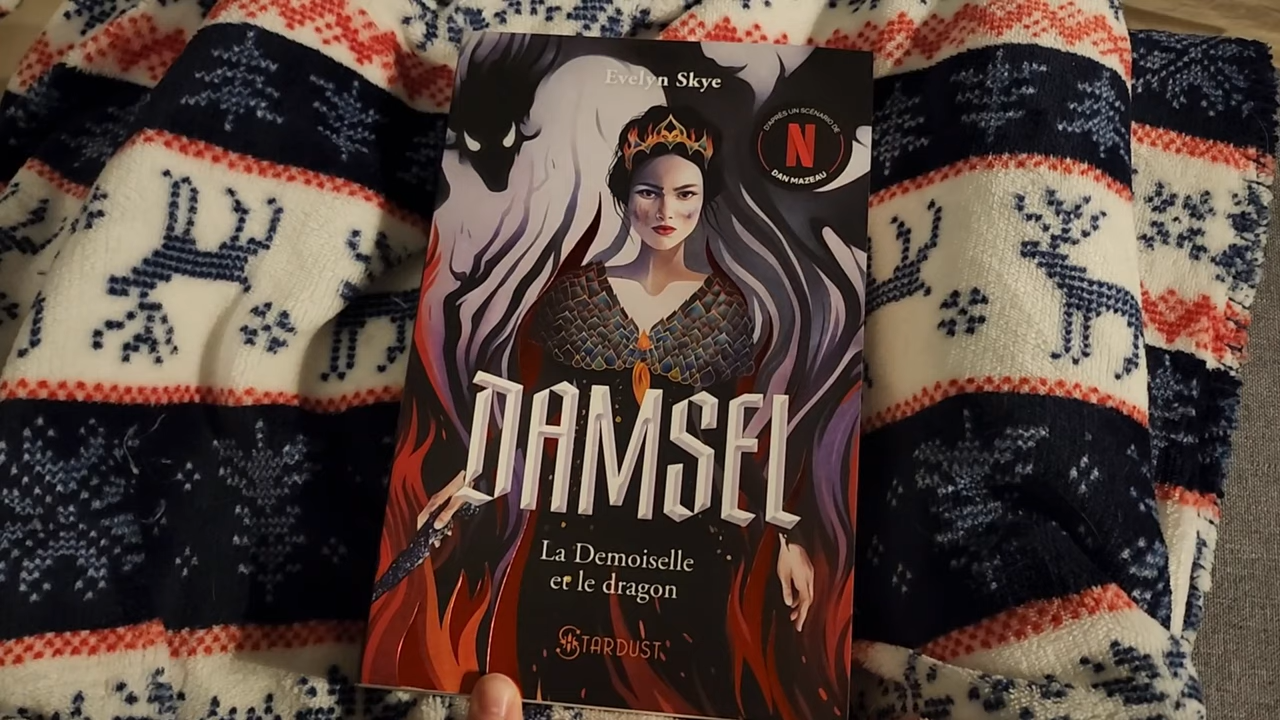 Evelyn Skye
D'APRÈS UN SCÉNARIO DE
N
DAN MAZEAU
DAMSEL
La Demoiselle
et le dragon
STARDUST